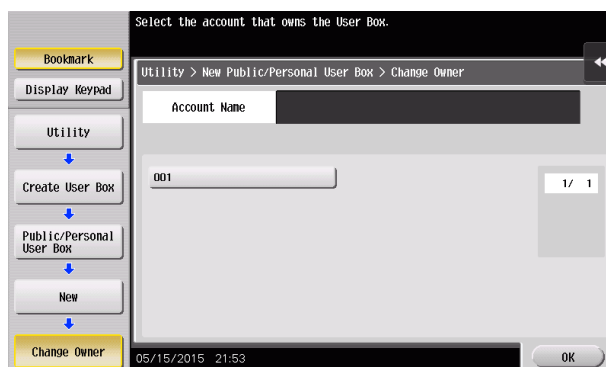 Select the account that owns the User Box.
Bookmark
Display Keypad
Utility
Create User Box
Public/Personal
User Box
New
Change Owner
Utility > New Public/Personal User Box > Change Owner
Account Name
001
1/ 1
05/15/2015 21:53
OK